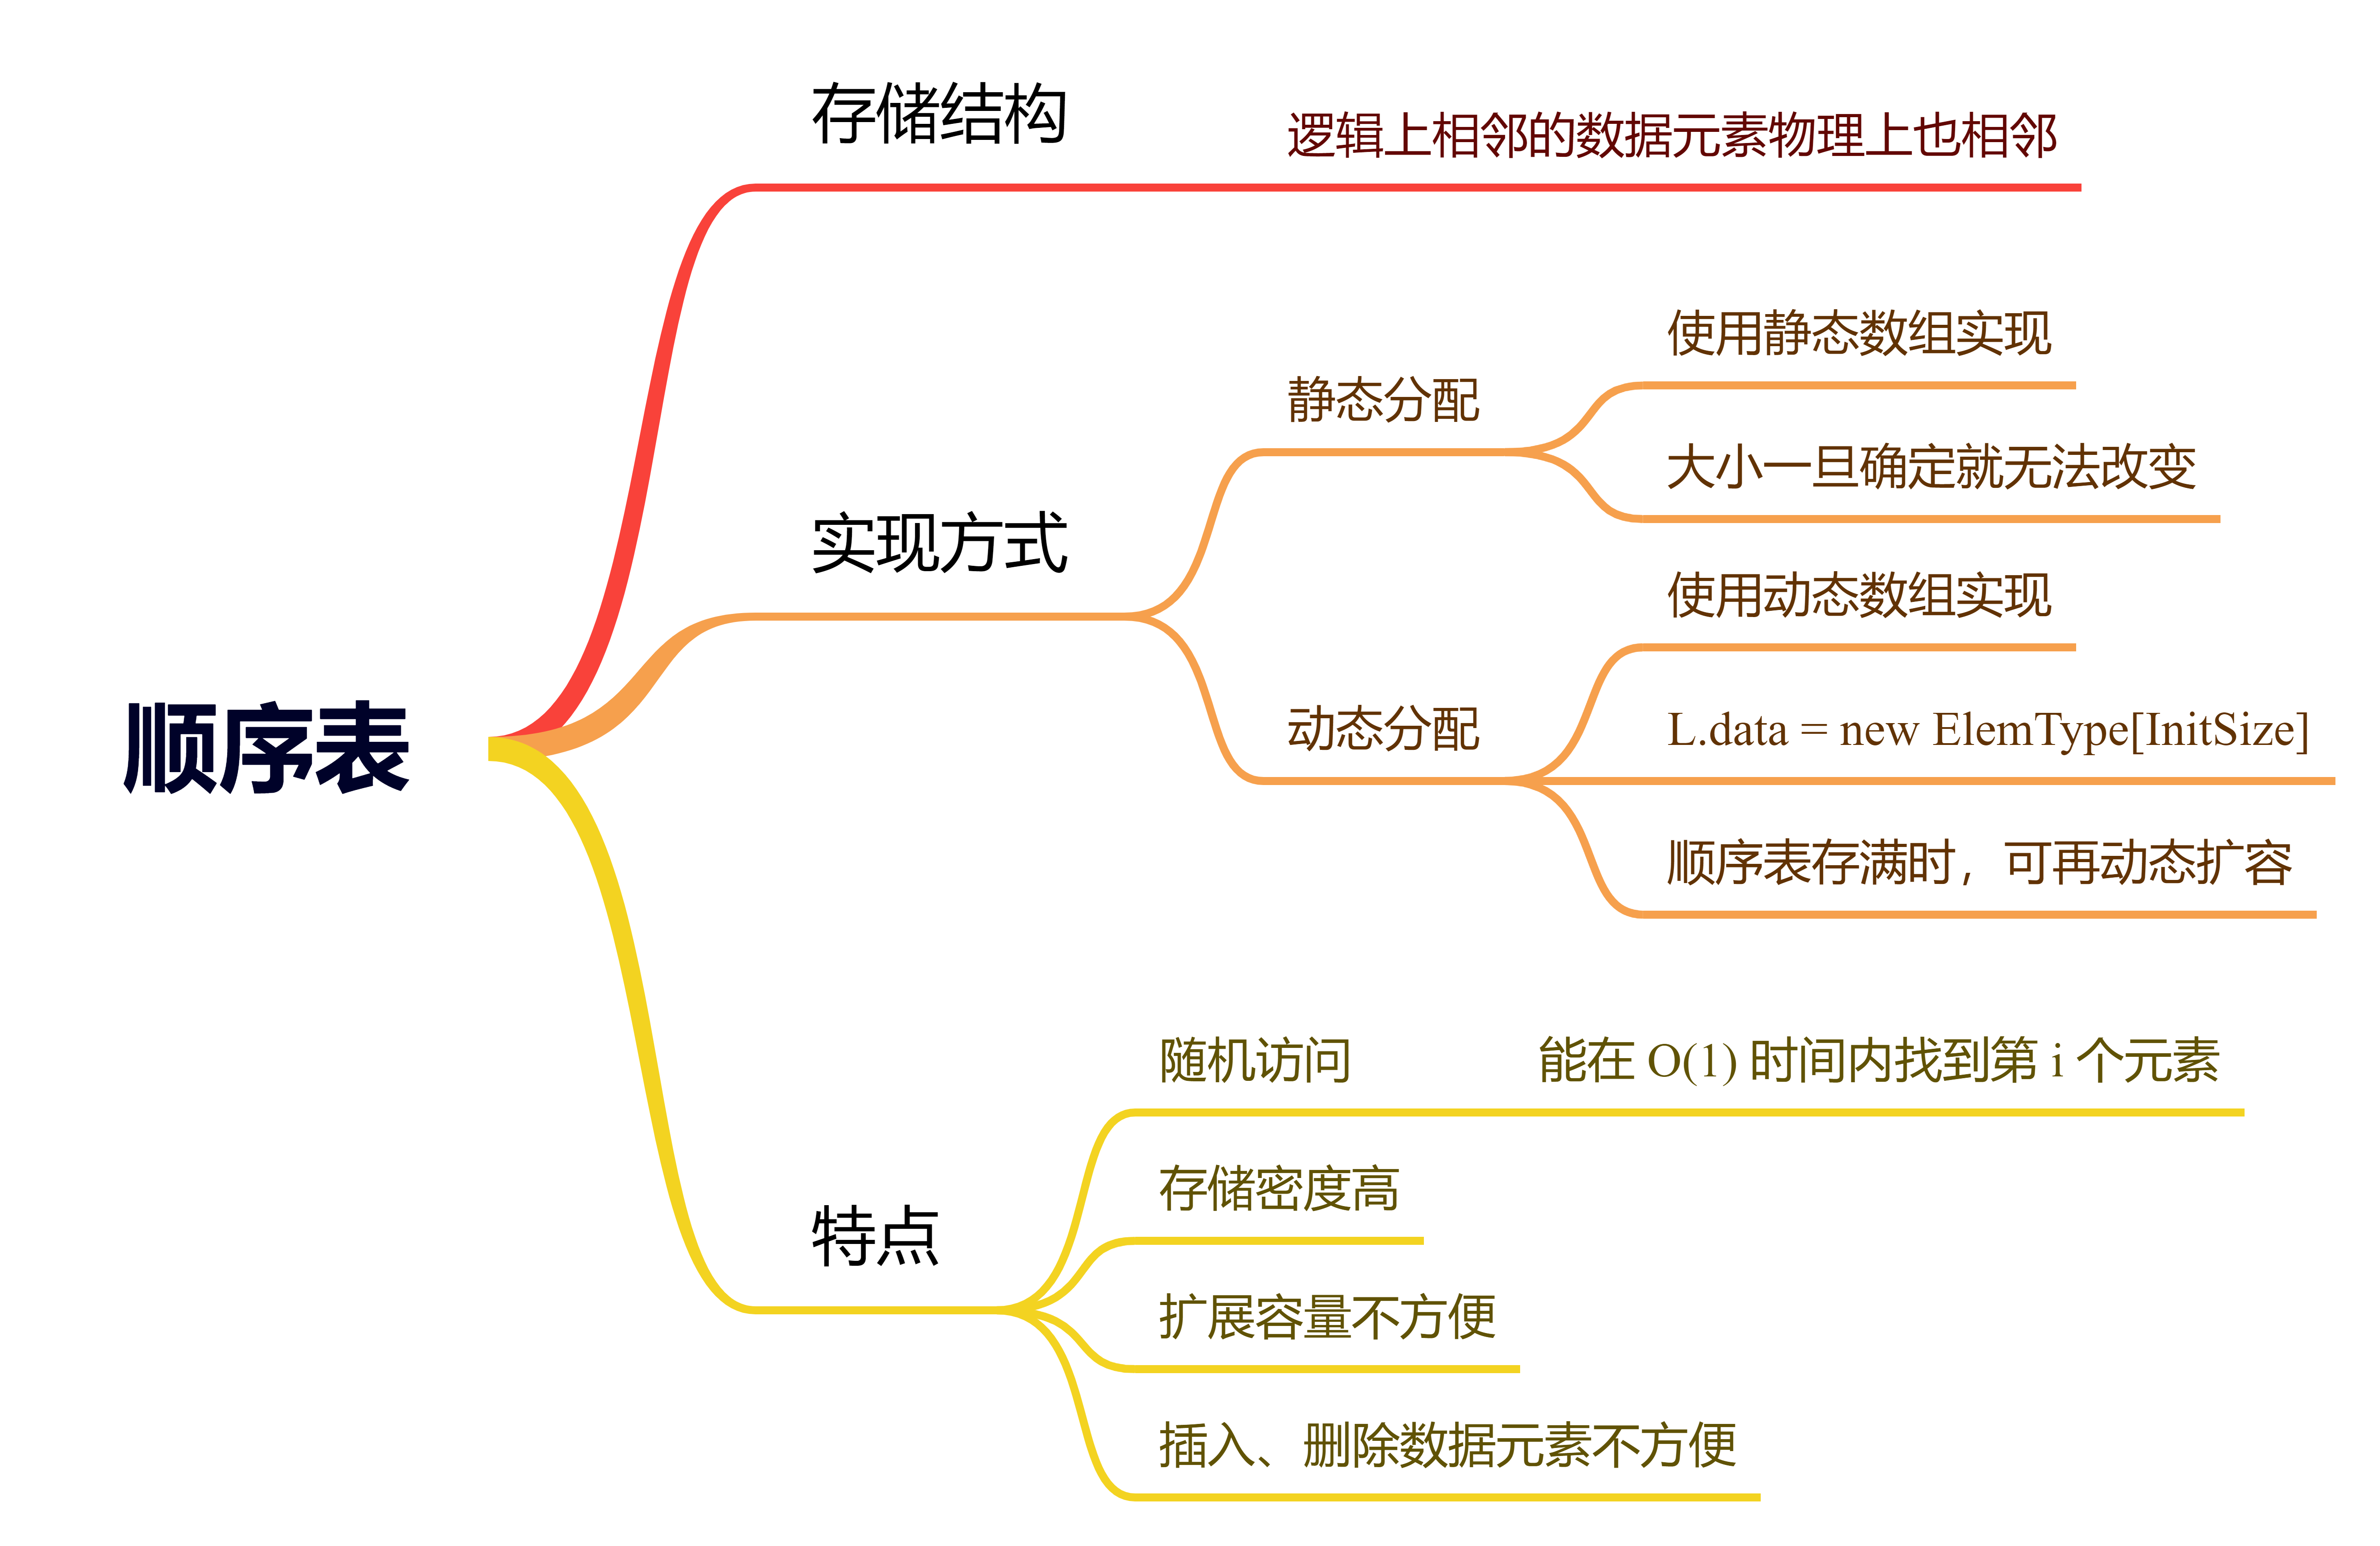 顺序表
存储结构
逻辑上相邻的数据元素物理上也相邻
实现方式
静态分配
使用静态数组实现
大小一旦确定就无法改变
动态分配
使用动态数组实现
L.data = new ElemType[InitSize]
顺序表存满时，可再动态扩容
特点
随机访问
能在 O(1) 时间内找到第 i 个元素
存储密度高
扩展容量不方便
插入、删除数据元素不方便